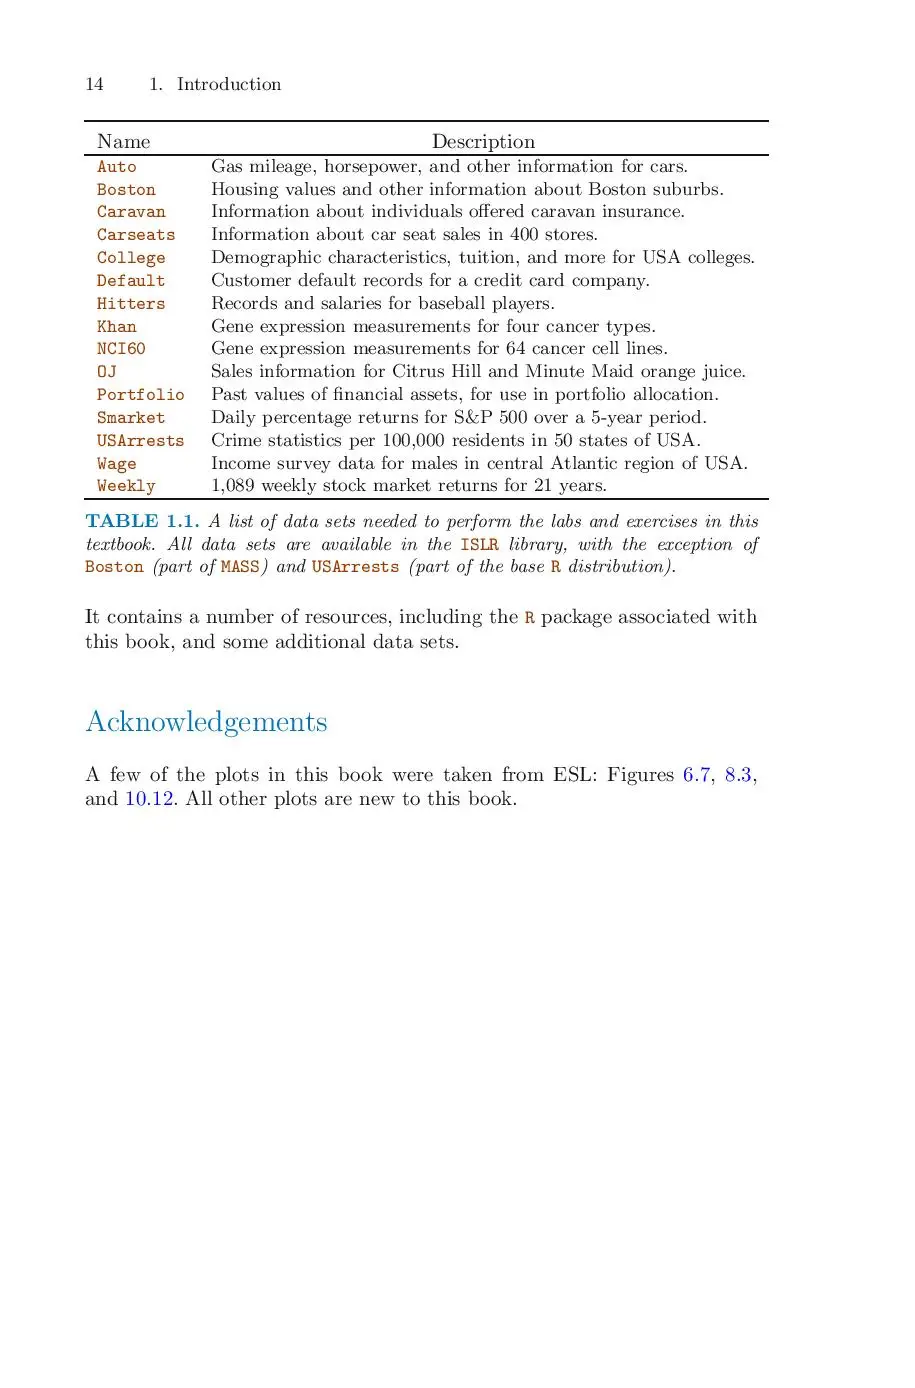 14 1. Introduction
Name Description
Auto Gas mileage, horsepower, and other information for cars.
Boston Housing values and other information about Boston suburbs.
Caravan Information about individuals offered caravan insurance.
Carseats Information about car seat sales in 400 stores.
College Demographic characteristics, tuition, and more for USA colleges.
Default Customer default records for a credit card company.
Hitters Records and salaries for baseball players.
Khan Gene expression measurements for four cancer types.
NCI60 Gene expression measurements for 64 cancer cell lines.
OJ Sales information for Citrus Hill and Minute Maid orange juice.
Portfolio Past values of financial assets, for use in portfolio allocation.
Smarket Daily percentage returns for S&P 500 over a 5-year period.
USArrests Crime statistics per 100,000 residents in 50 states of USA.
Wage Income survey data for males in central Atlantic region of USA.
Weekly 1,089 weekly stock market returns for 21 years.
TABLE 1.1. A list of data sets needed to perform the labs and exercises in this
textbook. All data sets are available in the ISLR library, with the exception of
Boston (part of MASS) and USArrests (part of the base R distribution).
It contains a number of resources, including the R package associated with
this book, and some additional data sets.
Acknowledgements
A few of the plots in this book were taken from ESL: Figures 6.7, 8.3,
and 10.12. All other plots are new to this book.